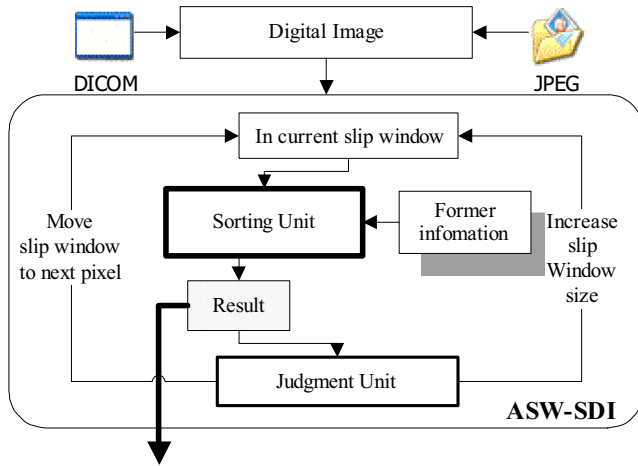 Digital Image
DICOM
JPEG
In current slip window
Sorting Unit
Former
infomation
Move
slip window
to next pixel
Increase
slip
Window
size
Result
Judgment Unit
ASW-SDI